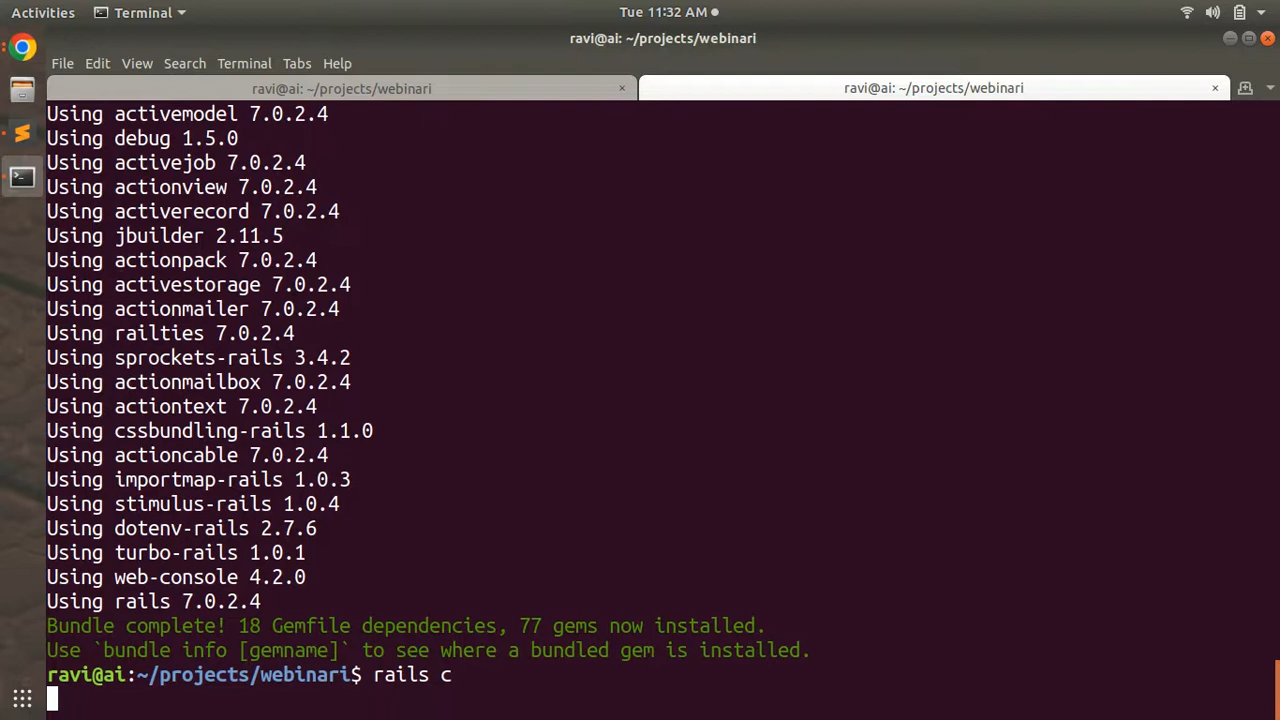 Activities Terminal Tue 11:32 AM
ravi@ai: ~/projects/webinari
File Edit View Search Terminal Tabs Help
ravi@ai: ~/projects/webinari × ravi@ai: ~/projects/webinari ×
Using activemodel 7.0.2.4
Using debug 1.5.0
Using activejob 7.0.2.4
Using actionview 7.0.2.4
Using activerecord 7.0.2.4
Using jbuilder 2.11.5
Using actionpack 7.0.2.4
Using activestorage 7.0.2.4
Using actionmailer 7.0.2.4
Using railties 7.0.2.4
Using sprockets-rails 3.4.2
Using actionmailbox 7.0.2.4
Using actiontext 7.0.2.4
Using cssbundling-rails 1.1.0
Using actioncable 7.0.2.4
Using importmap-rails 1.0.3
Using stimulus-rails 1.0.4
Using dotenv-rails 2.7.6
Using turbo-rails 1.0.1
Using web-console 4.2.0
Using rails 7.0.2.4
Bundle complete! 18 Gemfile dependencies, 77 gems now installed.
Use `bundle info [gemname]` to see where a bundled gem is installed.
ravi@ai:~/projects/webinari$ rails c